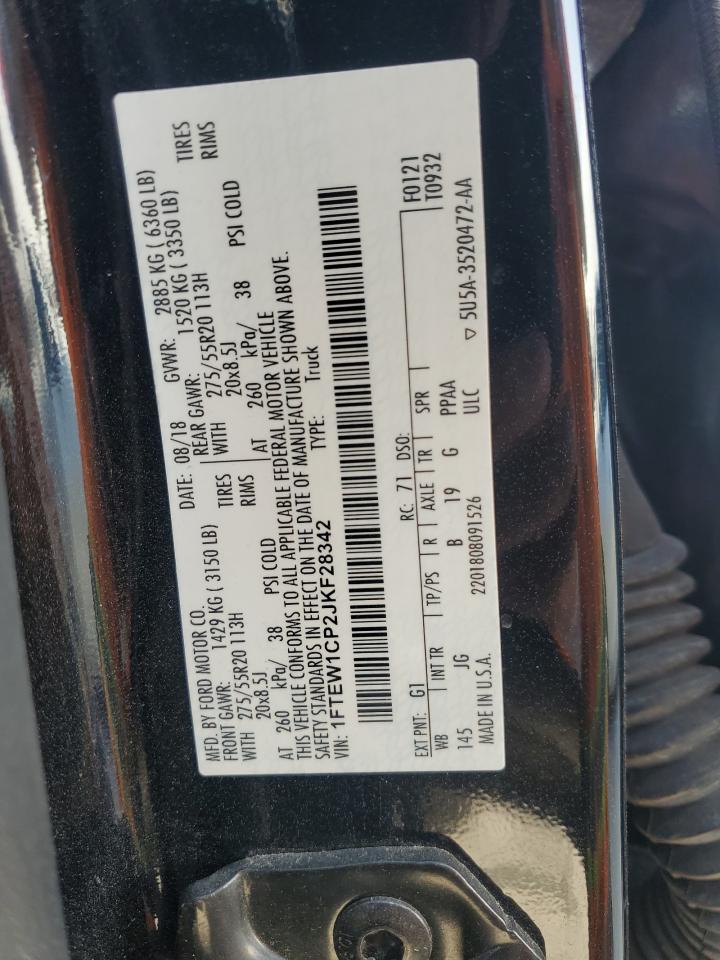 MFD. BY FORD MOTOR CO.
DATE: 08/18
GVWR: 2885 KG ( 6360 LB)
FRONT GAWR: 1429 KG ( 3150 LB)
REAR GAWR: 1520 KG ( 3350 LB)
WITH 275/55R20 113H TIRES
WITH 275/55R20 113H TIRES
20x8.5J RIMS
20x8.5J RIMS
AT 260 kPa/ 38 PSI COLD
AT 260 kPa/ 38 PSI COLD
THIS VEHICLE CONFORMS TO ALL APPLICABLE FEDERAL MOTOR VEHICLE
SAFETY STANDARDS IN EFFECT ON THE DATE OF MANUFACTURE SHOWN ABOVE.
VIN: 1FTEW1CP2JKF28342
TYPE: Truck
F0121
T0932
EXT PNT: G1
RC: 71 DSO:
WB INT TR TP/PS R AXLE TR SPR
145 JG B 19 G PPAA
MADE IN U.S.A. 2201808091526 ULC
▽ 5U5A-3520472-AA